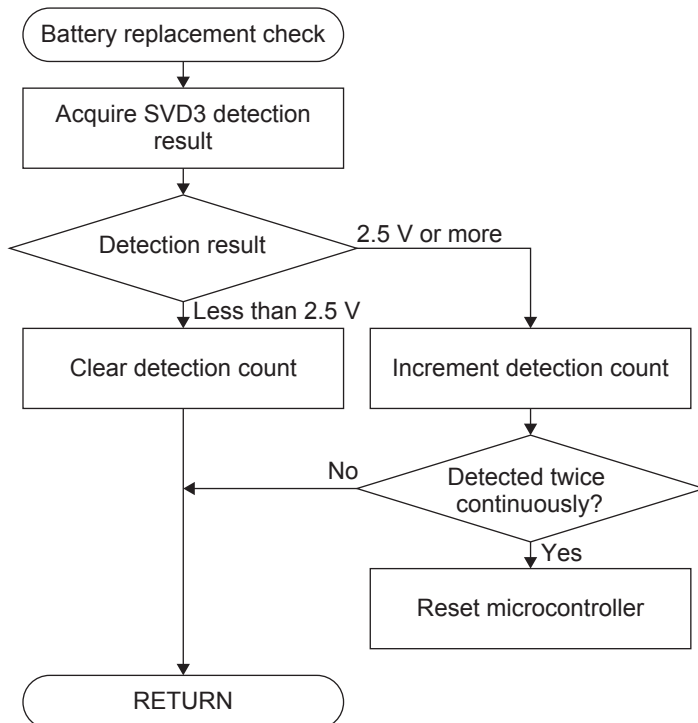 Battery replacement check
Acquire SVD3 detection
result
Detection result
2.5 V or more
Less than 2.5 V
Clear detection count
Increment detection count
No
Detected twice
continuously?
Yes
Reset microcontroller
RETURN